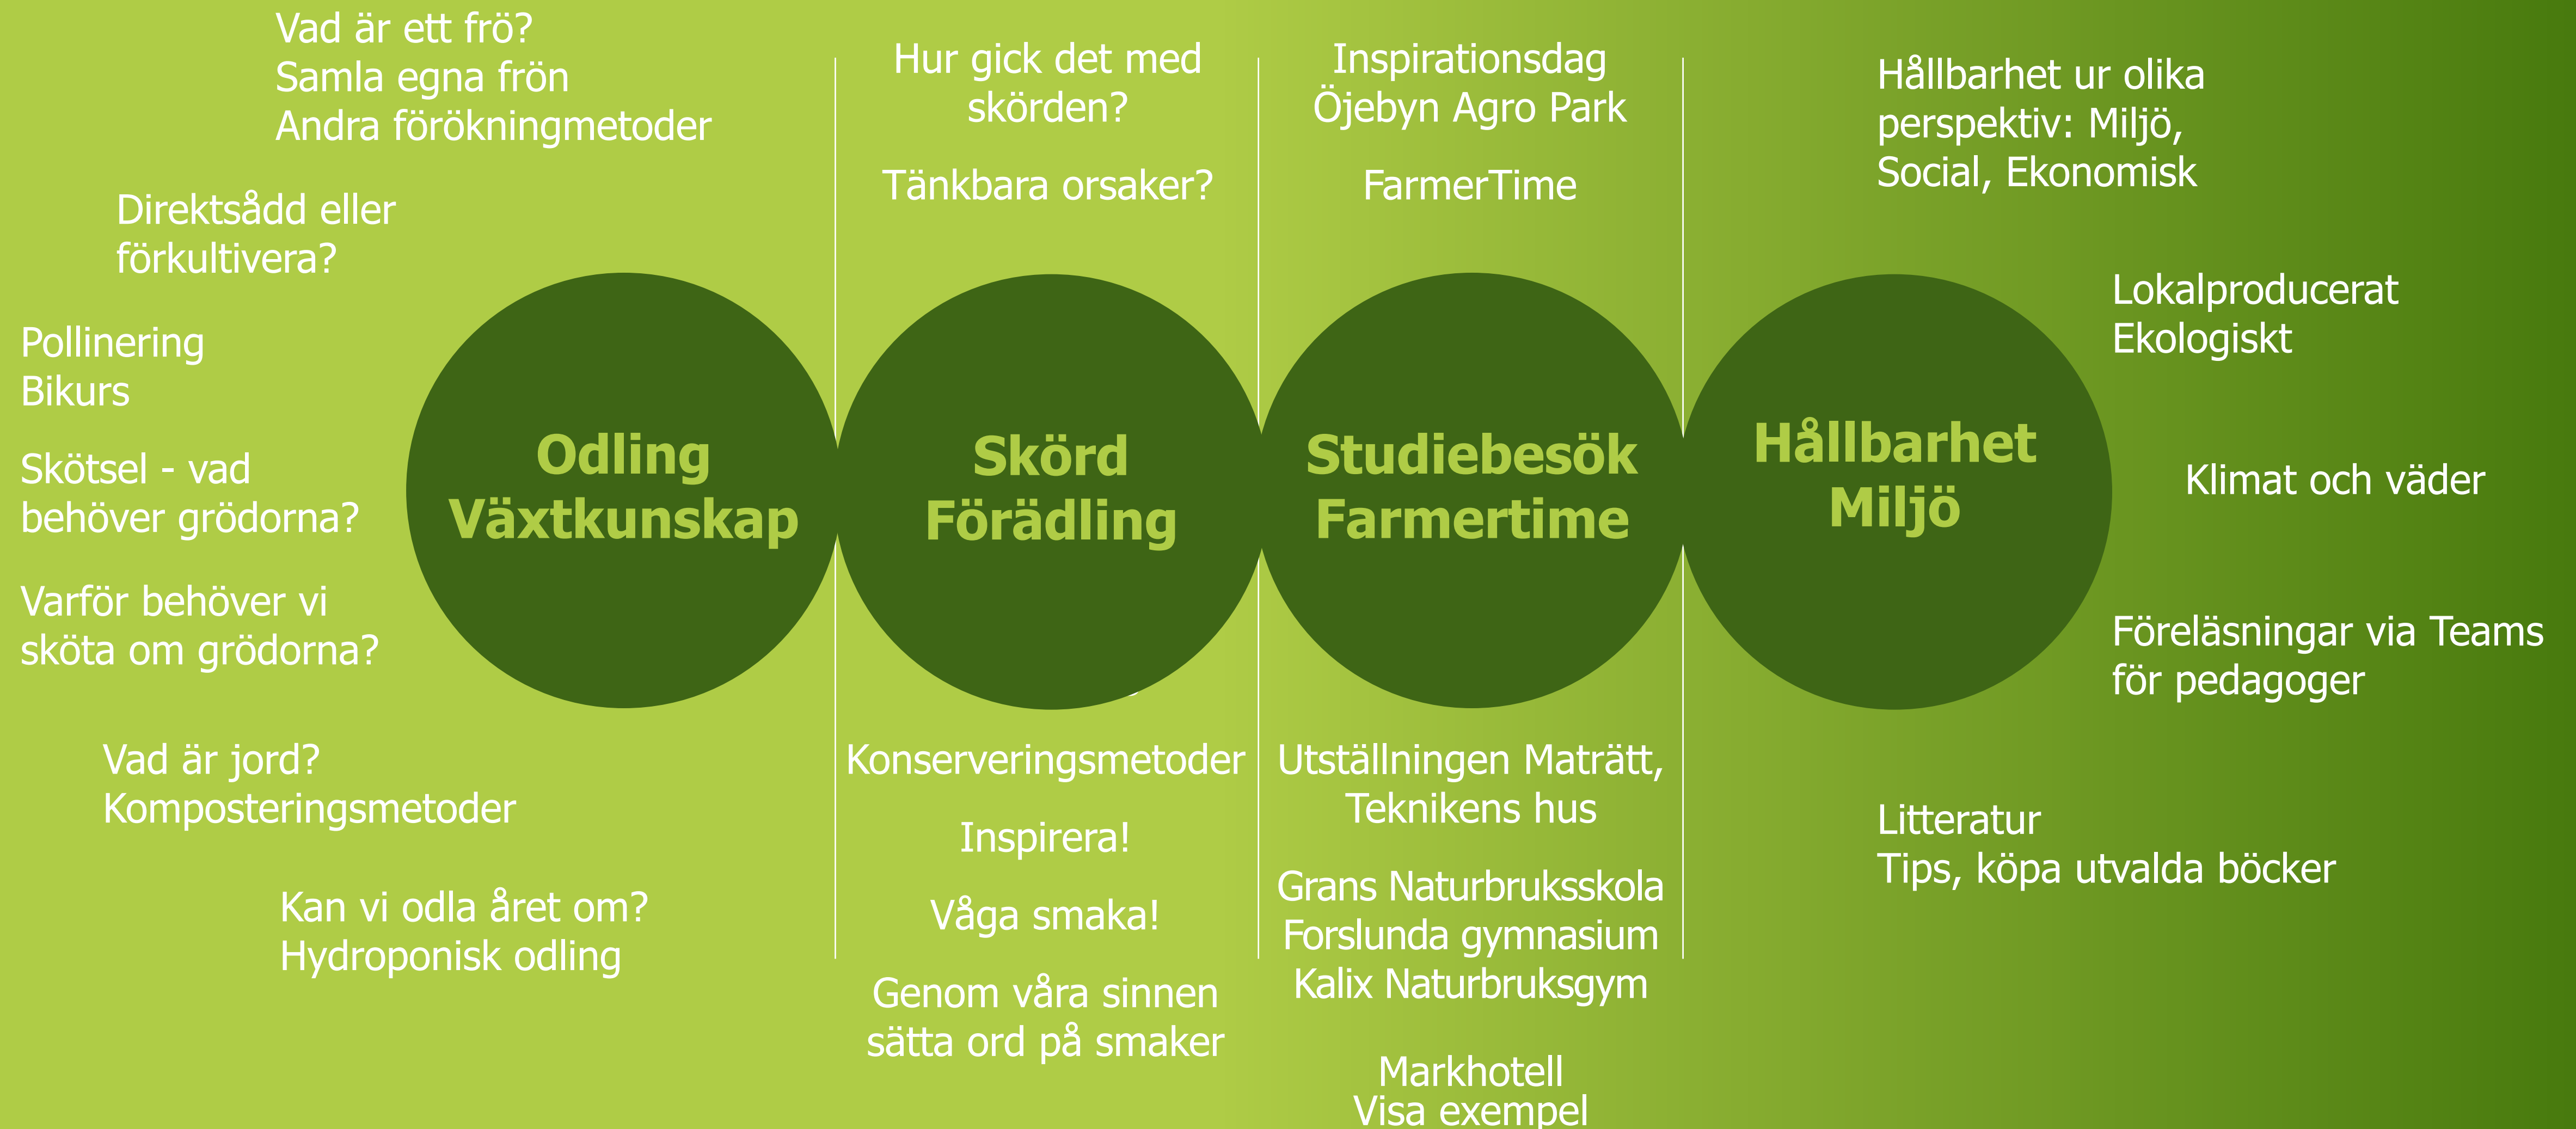 Vad är ett frö?
Samla egna frön
Andra förökningmetoder
Direktsådd eller
förkultivera?
Pollinering
Bikurs
Skötsel - vad
behöver grödorna?
Varför behöver vi
sköta om grödorna?
Vad är jord?
Komposteringsmetoder
Kan vi odla året om?
Hydroponisk odling
Odling
Växtkunskap
Hur gick det med
skörden?
Tänkbara orsaker?
Skörd
Förädling
Konserveringsmetoder
Inspirera!
Våga smaka!
Genom våra sinnen
sätta ord på smaker
Inspirationsdag
Öjebyn Agro Park
FarmerTime
Studiebesök
Farmertime
Utställningen Maträtt,
Teknikens hus
Grans Naturbruksskola
Forslunda gymnasium
Kalix Naturbruksgym
Markhotell
Visa exempel
Hållbarhet ur olika
perspektiv: Miljö,
Social, Ekonomisk
Hållbarhet
Miljö
Lokalproducerat
Ekologiskt
Klimat och väder
Föreläsningar via Teams
för pedagoger
Litteratur
Tips, köpa utvalda böcker